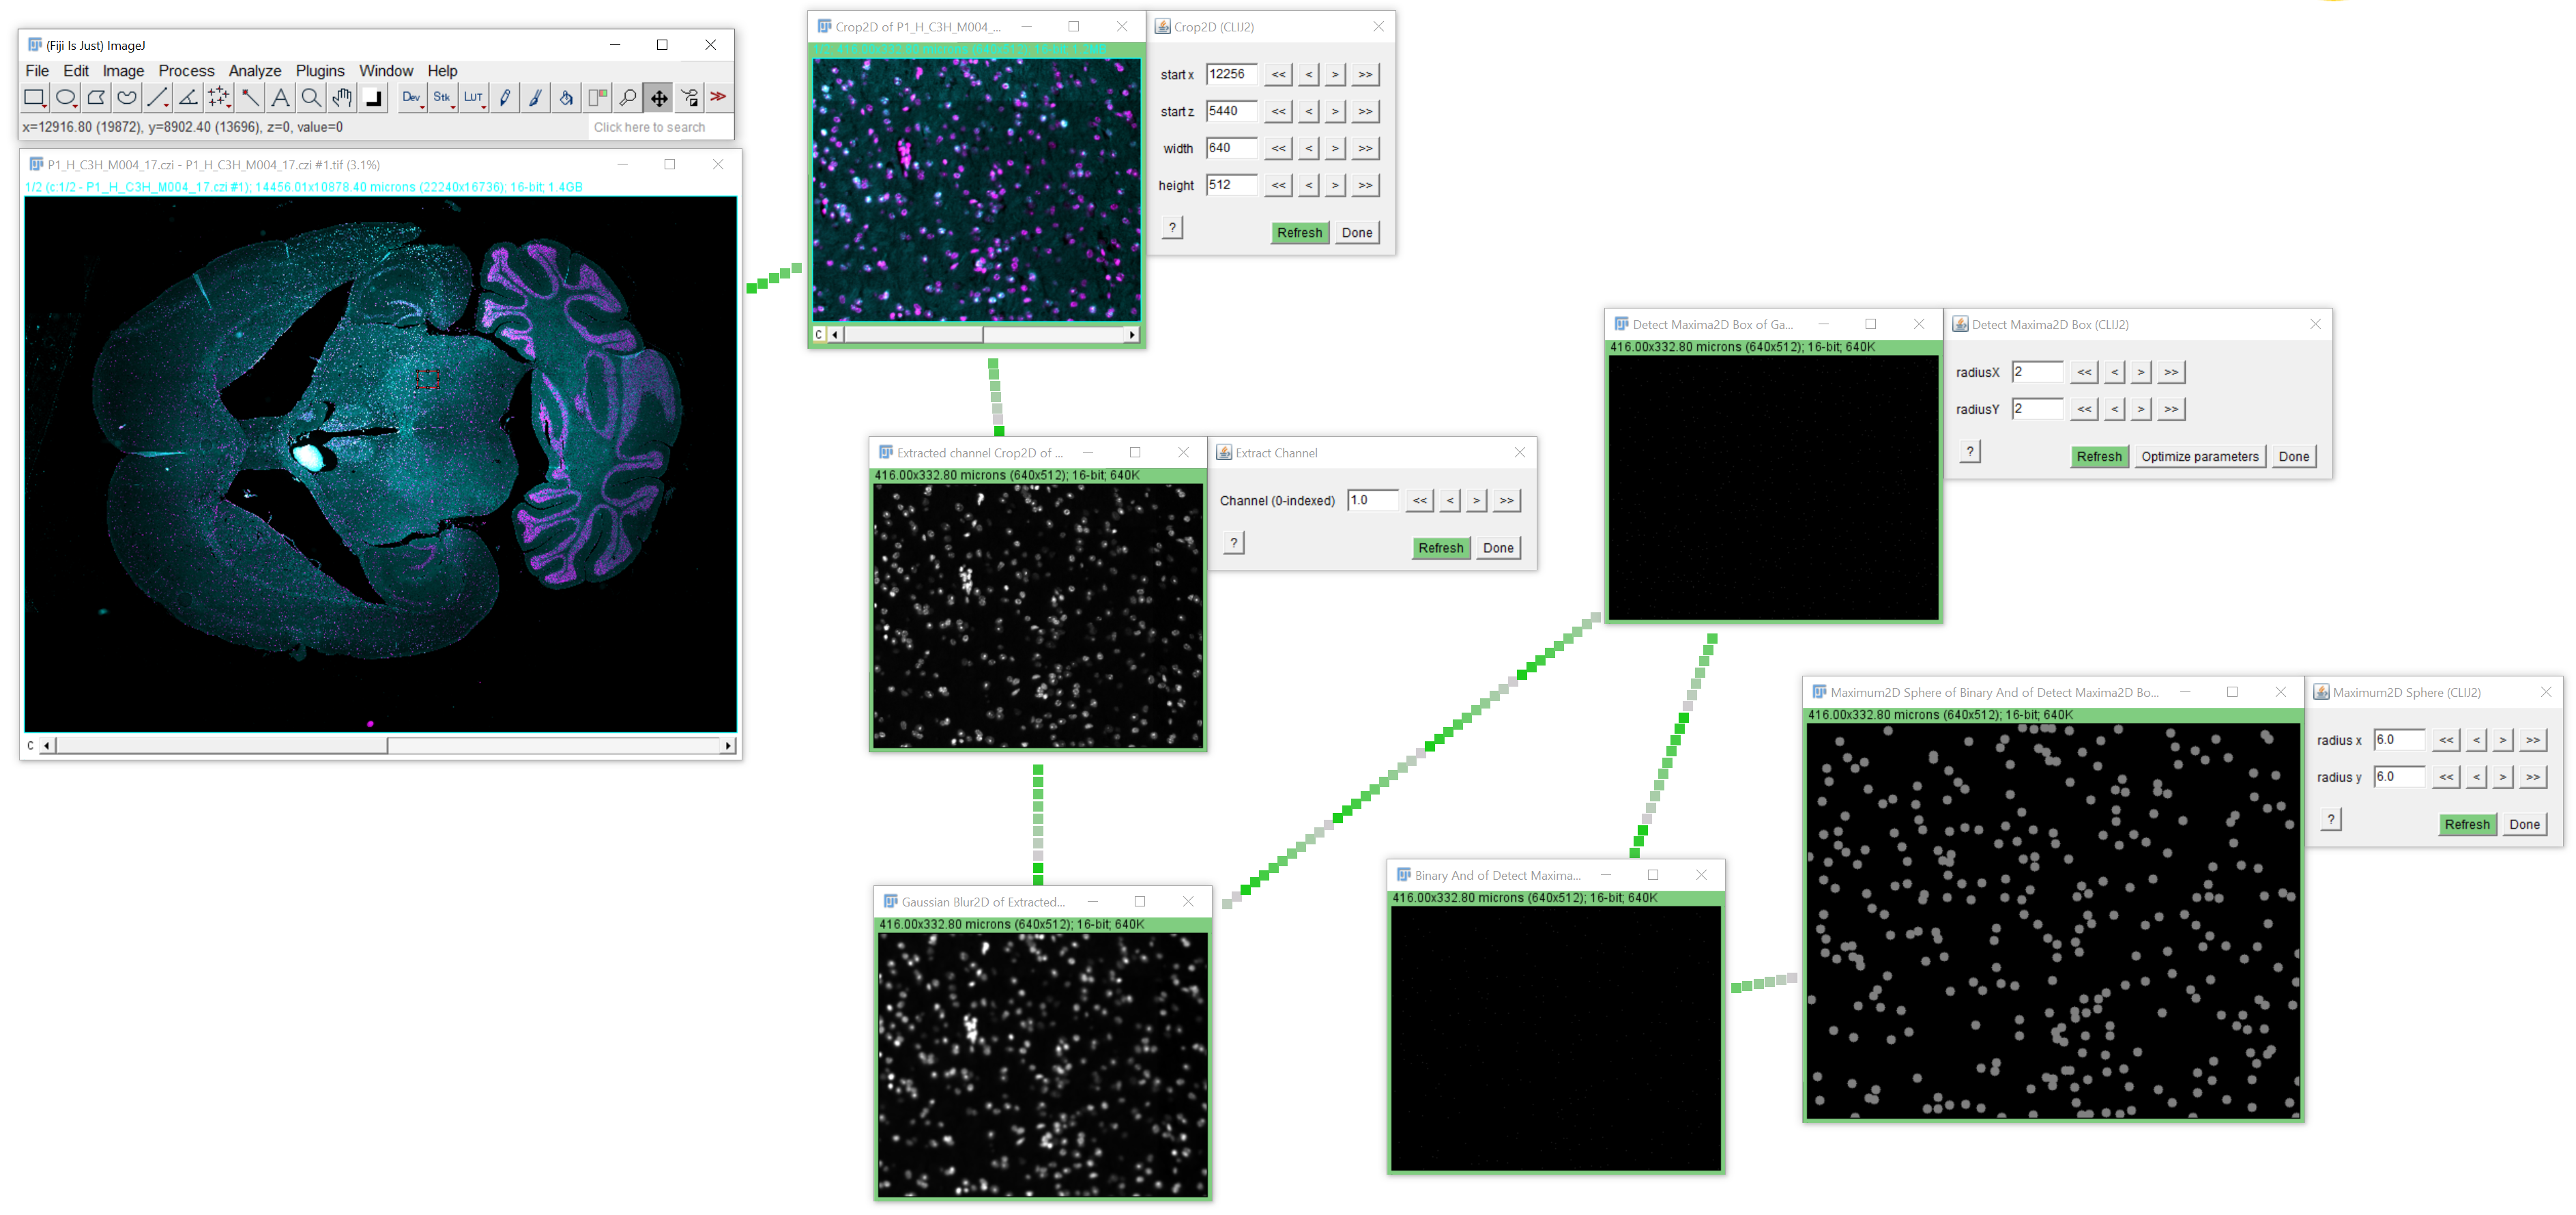 (Fiji Is Just) ImageJ
File Edit Image Process Analyze Plugins Window Help
A Dev Stk LUT >>
x=12916.80 (19872), y=8902.40 (13696), z=0, value=0
Click here to search
P1_H_C3H_M004_17.czi - P1_H_C3H_M004_17.czi #1.tif (3.1%)
1/2 (c:1/2 - P1_H_C3H_M004_17.czi #1); 14456.01x10878.40 microns (22240x16736); 16-bit; 1.4GB
C
Crop2D of P1_H_C3H_M004_...
C
Crop2D (CLIJ2)
start x 12256 << < > >>
start z 5440 << < > >>
width 640 << < > >>
height 512 << < > >>
? Refresh Done
Extracted channel Crop2D of ...
416.00x332.80 microns (640x512); 16-bit; 640K
Extract Channel
Channel (0-indexed) 1.0 << < > >>
? Refresh Done
Gaussian Blur2D of Extracted...
416.00x332.80 microns (640x512); 16-bit; 640K
Detect Maxima2D Box of Ga...
416.00x332.80 microns (640x512); 16-bit; 640K
Detect Maxima2D Box (CLIJ2)
radiusX 2 << < > >>
radiusY 2 << < > >>
? Refresh Optimize parameters Done
Binary And of Detect Maxima...
416.00x332.80 microns (640x512); 16-bit; 640K
Maximum2D Sphere of Binary And of Detect Maxima2D Bo...
416.00x332.80 microns (640x512); 16-bit; 640K
Maximum2D Sphere (CLIJ2)
radius x 6.0 << < > >>
radius y 6.0 << < > >>
? Refresh Done